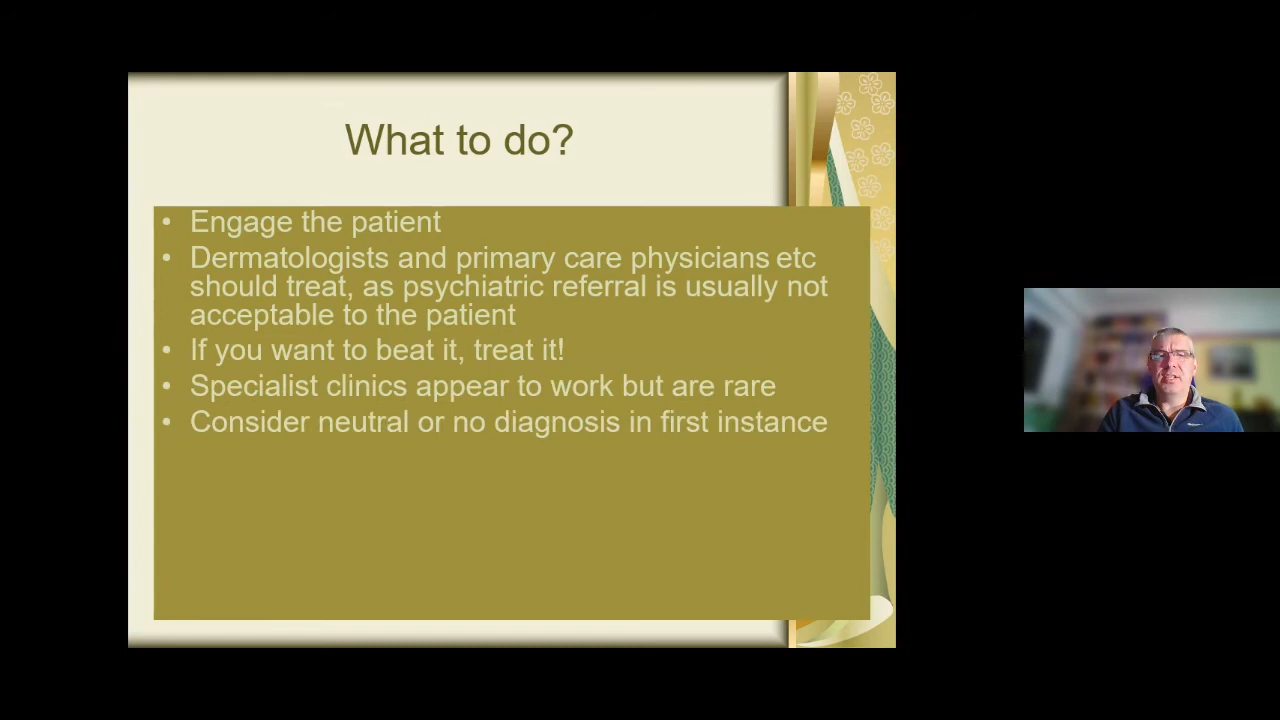 What to do?
• Engage the patient
• Dermatologists and primary care physicians etc
should treat, as psychiatric referral is usually not
acceptable to the patient
• If you want to beat it, treat it!
• Specialist clinics appear to work but are rare
• Consider neutral or no diagnosis in first instance